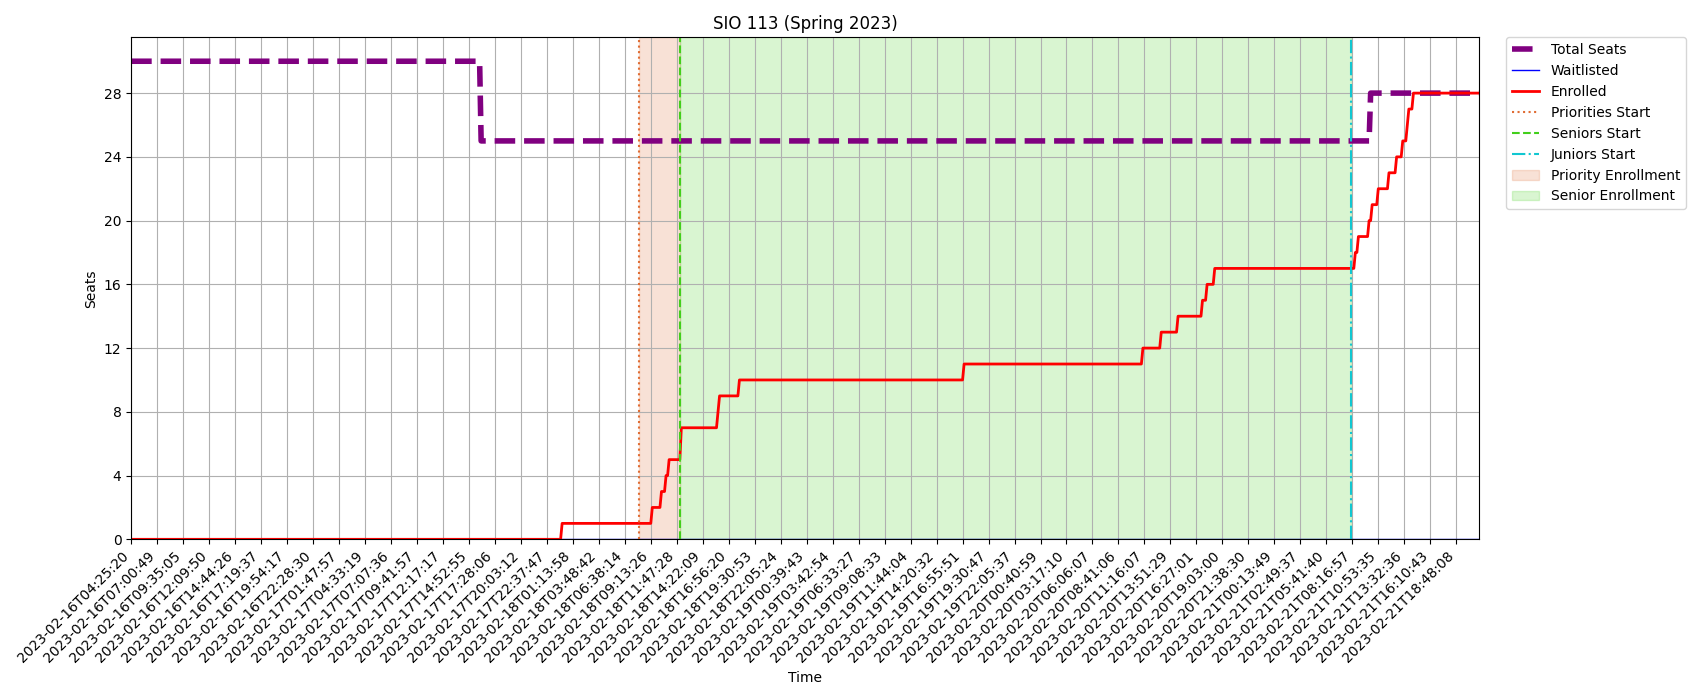 SIO 113 (Spring 2023)
Total Seats
Waitlisted
Enrolled
Priorities Start
Seniors Start
Juniors Start
Priority Enrollment
Senior Enrollment
Seats
28
24
20
16
12
8
4
0
2023-02-16T04:25:20
2023-02-16T07:00:49
2023-02-16T09:35:05
2023-02-16T12:09:50
2023-02-16T14:44:26
2023-02-16T17:19:37
2023-02-16T19:54:17
2023-02-16T22:28:30
2023-02-17T01:47:57
2023-02-17T04:33:19
2023-02-17T07:07:36
2023-02-17T09:41:57
2023-02-17T12:17:17
2023-02-17T14:52:55
2023-02-17T17:28:06
2023-02-17T20:03:12
2023-02-17T22:37:47
2023-02-18T01:13:58
2023-02-18T03:48:42
2023-02-18T06:38:14
2023-02-18T09:13:26
2023-02-18T11:47:28
2023-02-18T14:22:09
2023-02-18T16:56:20
2023-02-18T19:30:53
2023-02-18T22:05:24
2023-02-19T00:39:43
2023-02-19T03:42:54
2023-02-19T06:33:27
2023-02-19T09:08:33
2023-02-19T11:44:04
2023-02-19T14:20:32
2023-02-19T16:55:51
2023-02-19T19:30:47
2023-02-19T22:05:37
2023-02-20T00:40:59
2023-02-20T03:17:10
2023-02-20T06:06:07
2023-02-20T08:41:06
2023-02-20T11:16:07
2023-02-20T13:51:29
2023-02-20T16:27:01
2023-02-20T19:03:00
2023-02-20T21:38:30
2023-02-21T00:13:49
2023-02-21T02:49:37
2023-02-21T05:41:40
2023-02-21T08:16:57
2023-02-21T10:53:35
2023-02-21T13:32:36
2023-02-21T16:10:43
2023-02-21T18:48:08
Time